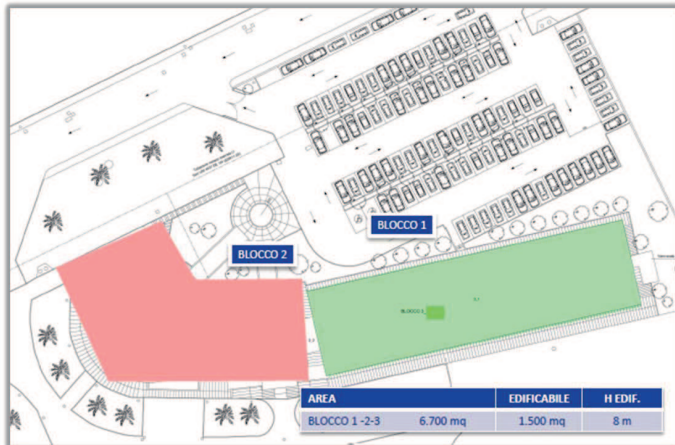 BLOCCO 1
BLOCCO 2
AREA EDIFICABILE H EDIF.
BLOCCO 1 -2-3 6.700 mq 1.500 mq 8 m